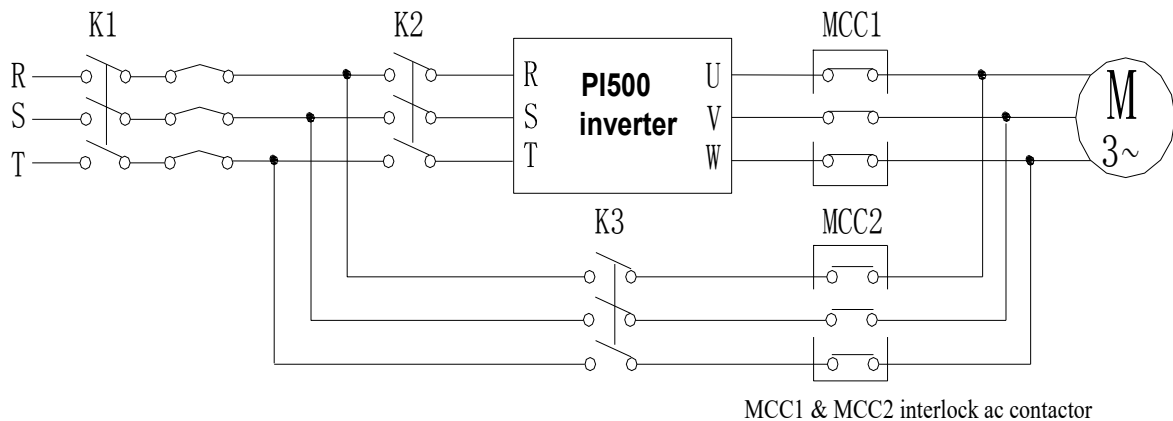 K1
K2
MCC1
R
S
T
R
S
T
PI500
inverter
U
V
W
M
3~
K3
MCC2
MCC1 & MCC2 interlock ac contactor